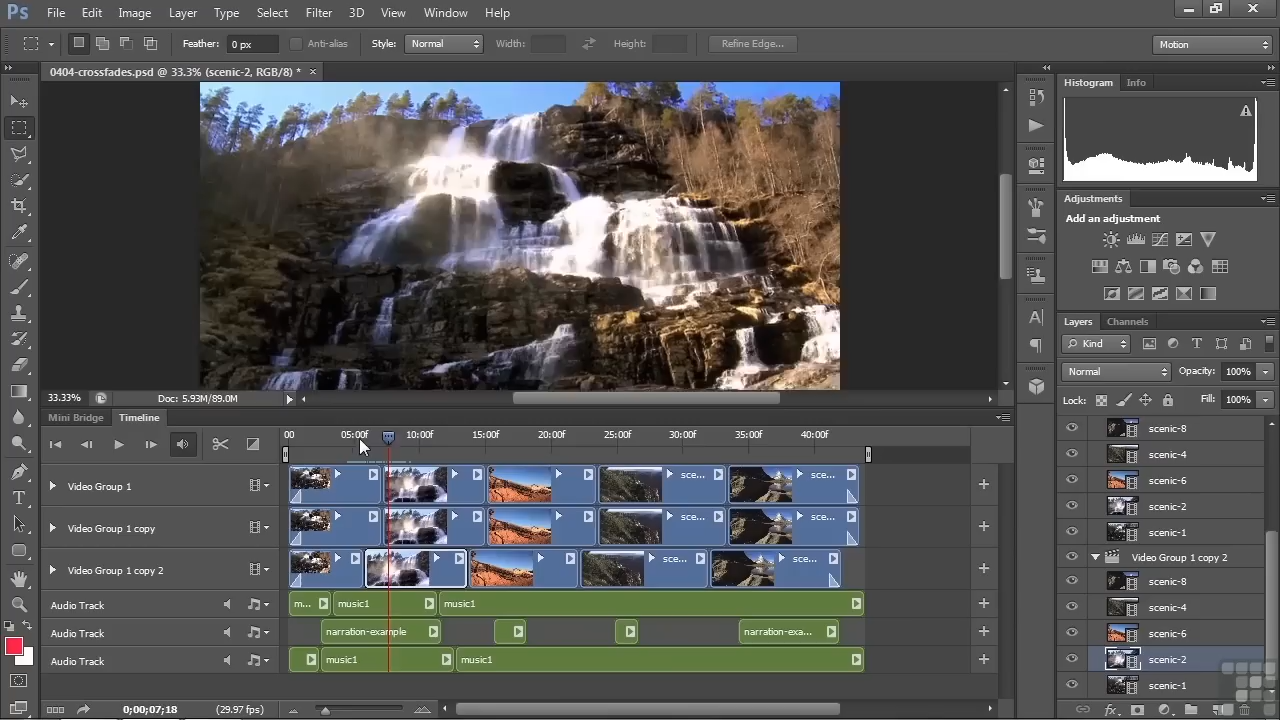 Ps File Edit Image Layer Type Select Filter 3D View Window Help
Feather: 0 px Anti-alias Style: Normal Width: Height: Refine Edge... Motion
0404-crossfades.psd @ 33.3% (scenic-2, RGB/8) * ×
Histogram Info
Adjustments
Add an adjustment
Layers Channels
Kind
Normal Opacity: 100%
33.33% Doc: 5.93M/89.0M
Lock: Fill: 100%
Mini Bridge Timeline
00 05:00f 10:00f 15:00f 20:00f 25:00f 30:00f 35:00f 40:00f
scenic-8
scenic-4
scenic-6
scenic-2
scenic-1
Video Group 1 copy 2
scenic-8
scenic-4
scenic-6
scenic-2
scenic-1
Video Group 1 sce... sce...
Video Group 1 copy sce... sce...
Video Group 1 copy 2 sce... sce...
Audio Track m... music1 music1
Audio Track narration-example narration-exa...
Audio Track music1 music1
0;00;07;18 (29.97 fps)